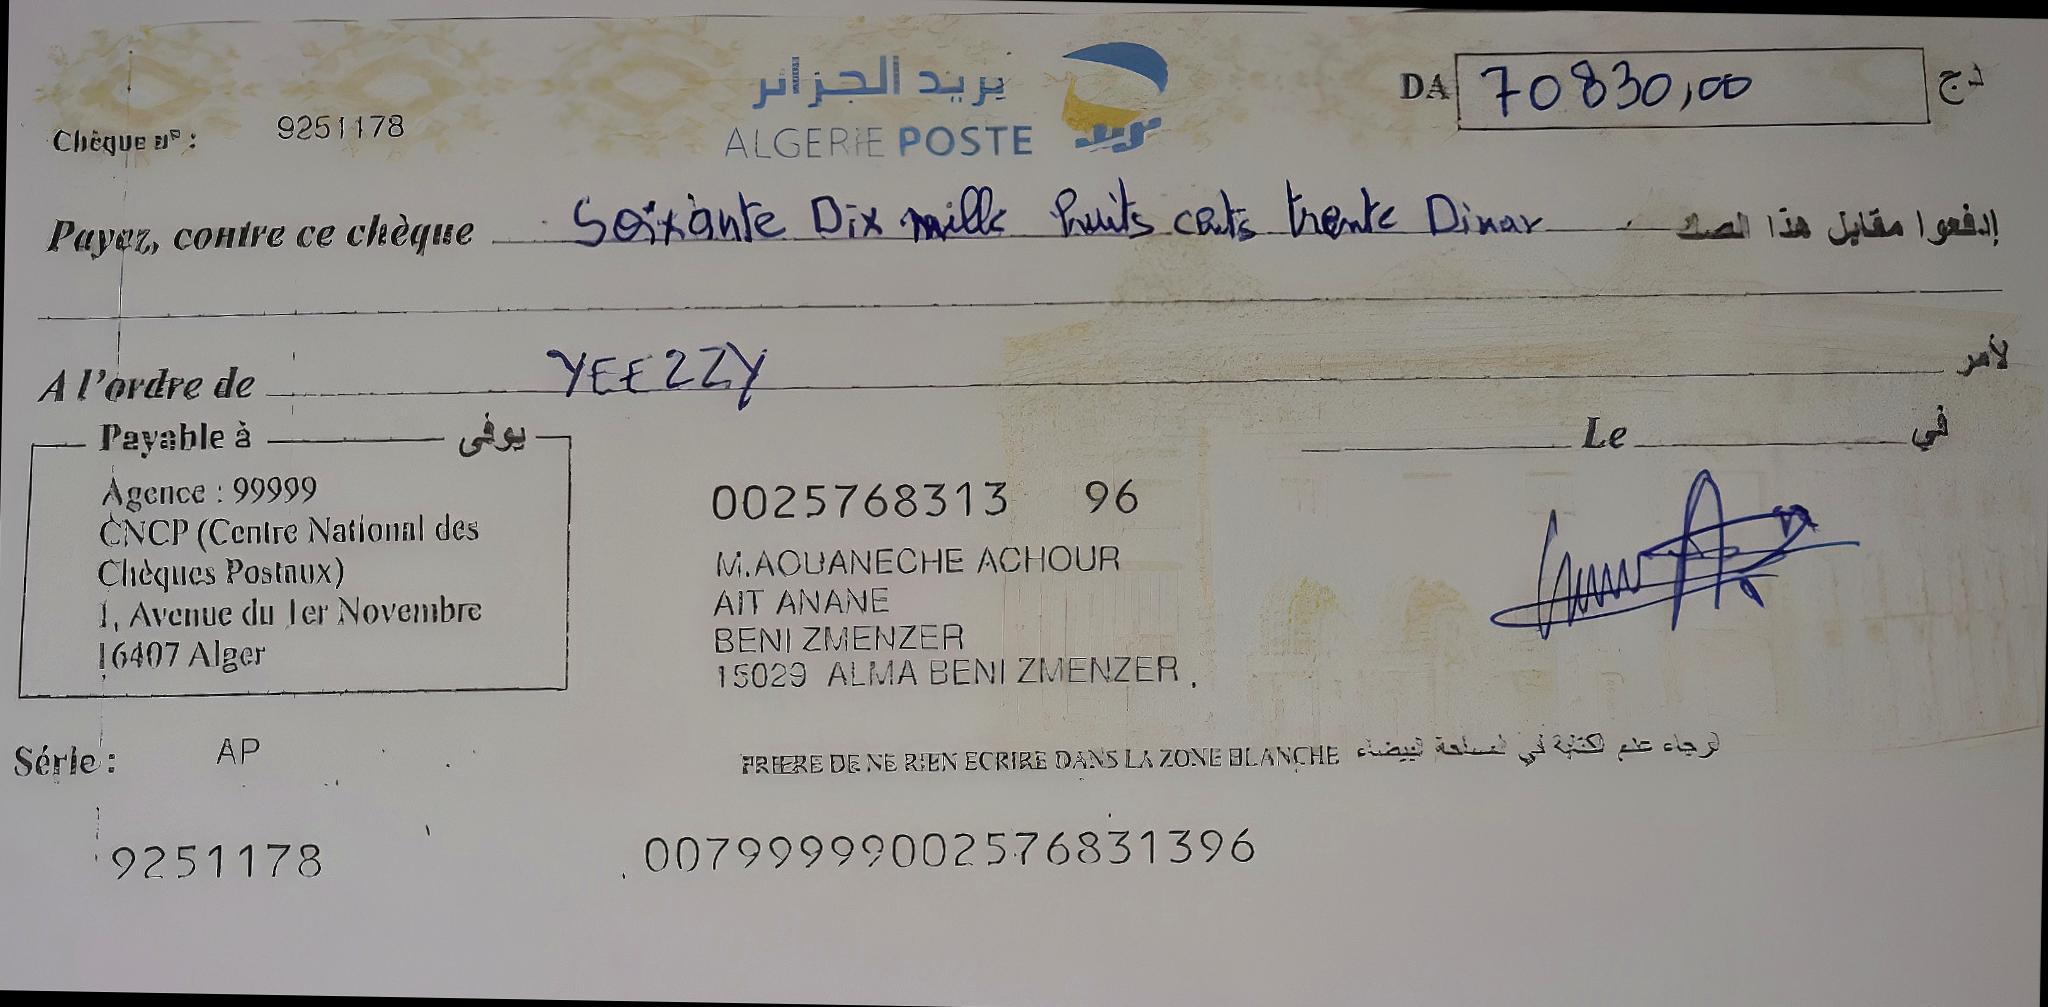 بريد الجزائر
ALGERIE POSTE
بريد
DA 70830,00 دج
Chèque n° : 9251178
Payez, contre ce chèque Soixante Dix mille huits cents trente Dinar إدفعوا مقابل هذا الصك
A l'ordre de YEEZZY لأمر
Payable à يوفى
Le في
Agence : 99999
CNCP (Centre National des
Chèques Postaux)
1, Avenue du 1er Novembre
16407 Alger
0025768313 96
M.AOUANECHE ACHOUR
AIT ANANE
BENI ZMENZER
15029 ALMA BENI ZMENZER
Série : AP
PRIERE DE NE RIEN ECRIRE DANS LA ZONE BLANCHE الرجاء عدم الكتابة في المساحة البيضاء
9251178 00799999002576831396